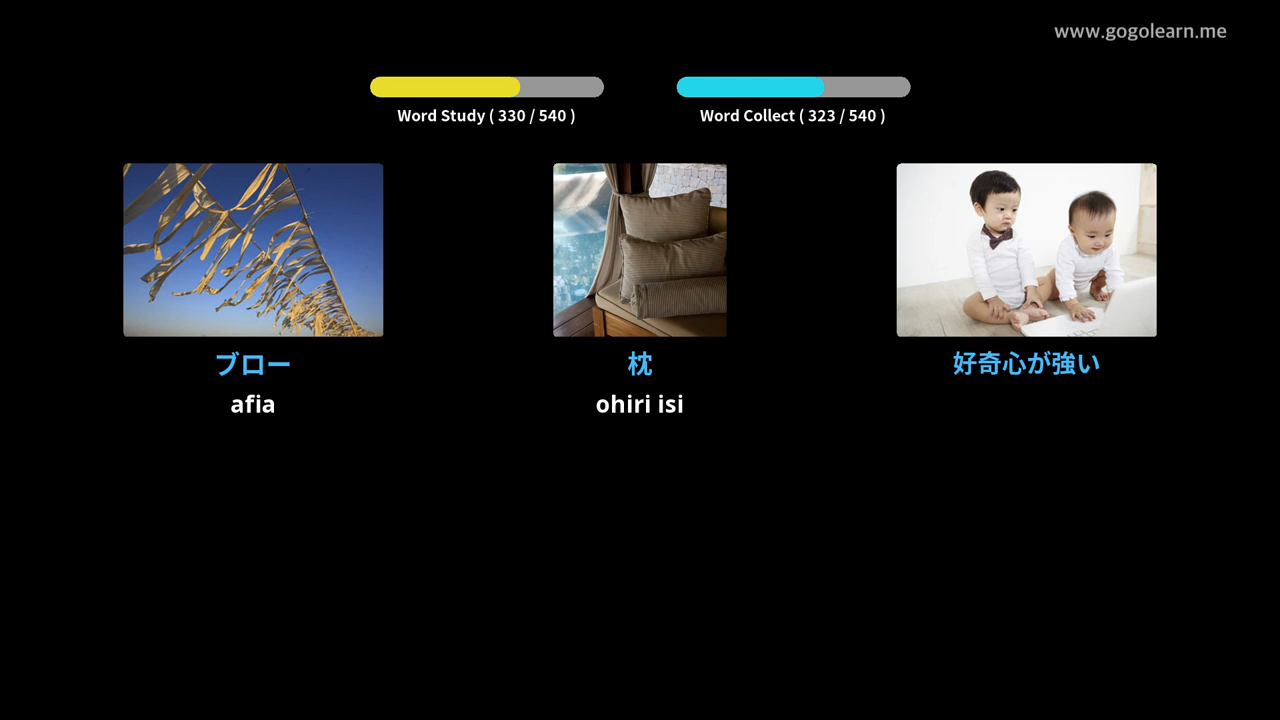 www.gogolearn.me
Word Study ( 330 / 540 )
Word Collect ( 323 / 540 )
ブロー
枕
好奇心が強い
afia
ohiri isi